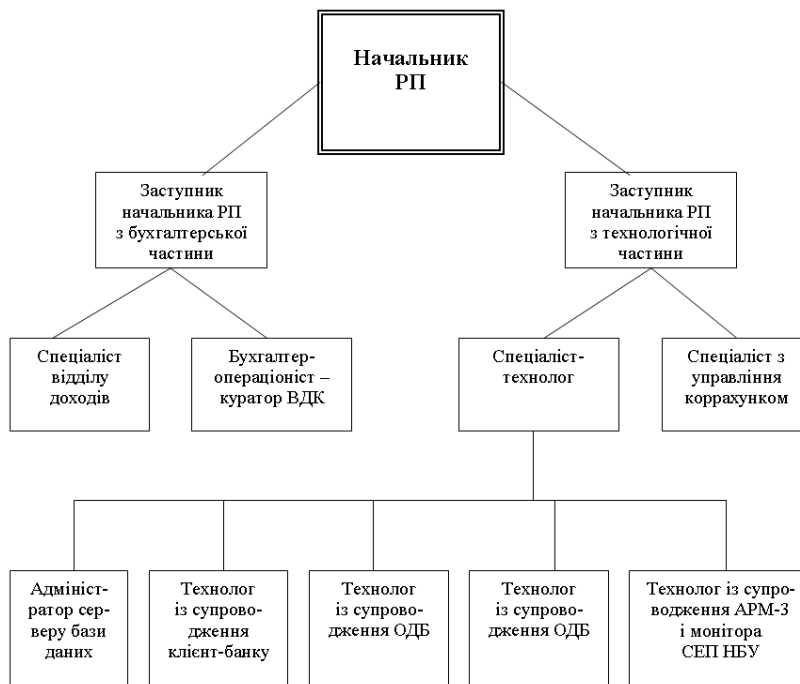 Начальник
РП
Заступник
начальника РП
з бухгалтерської
частини
Заступник
начальника РП
з технологічної
частини
Спеціаліст
відділу
доходів
Бухгалтер-
операціоніст –
куратор ВДК
Спеціаліст-
технолог
Спеціаліст з
управління
коррахунком
Адмініст-
ратор сер-
веру бази
даних
Технолог
із супрово-
дження
клієнт-банку
Технолог
із супрово-
дження ОДБ
Технолог
із супрово-
дження ОДБ
Технолог із супро-
водження АРМ-3
і монітора
СЕП НБУ